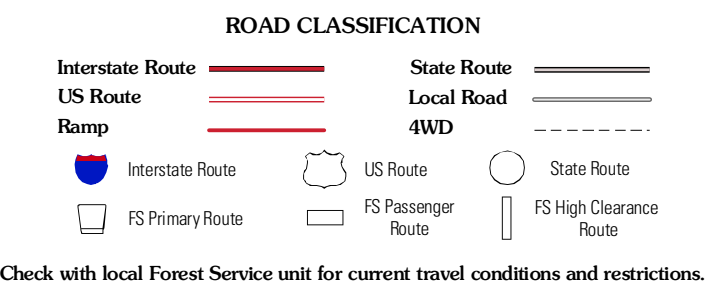 ROAD CLASSIFICATION
Interstate Route
State Route
US Route
Local Road
Ramp
4WD
Interstate Route
US Route
State Route
FS Primary Route
FS Passenger
Route
FS High Clearance
Route
Check with local Forest Service unit for current travel conditions and restrictions.